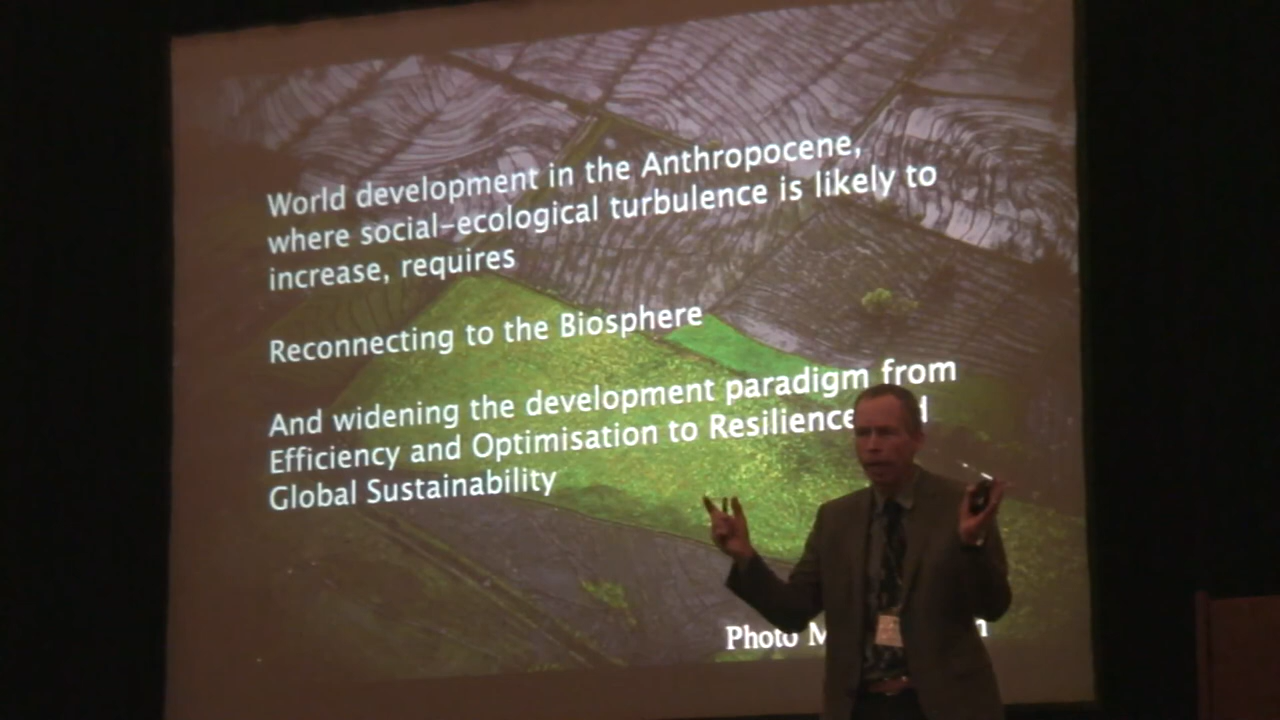 World development in the Anthropocene,
where social-ecological turbulence is likely to
increase, requires
Reconnecting to the Biosphere
And widening the development paradigm from
Efficiency and Optimisation to Resilience
Global Sustainability
Photo